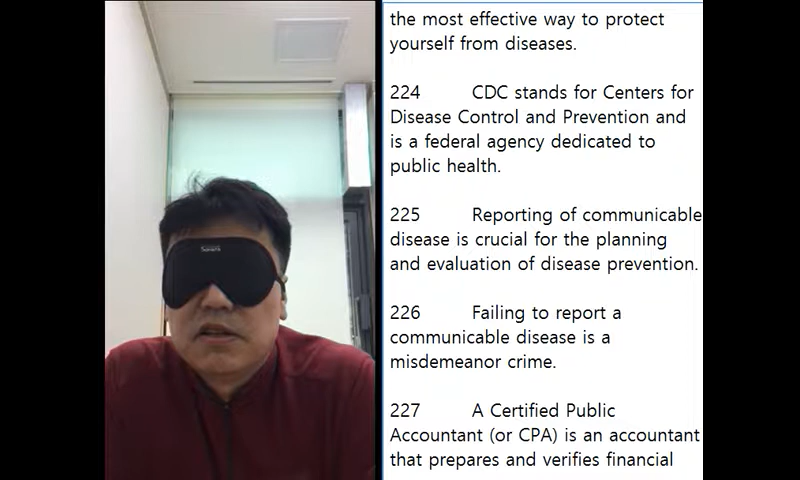 the most effective way to protect
yourself from diseases.
224 CDC stands for Centers for
Disease Control and Prevention and
is a federal agency dedicated to
public health.
225 Reporting of communicable
disease is crucial for the planning
and evaluation of disease prevention.
226 Failing to report a
communicable disease is a
misdemeanor crime.
227 A Certified Public
Accountant (or CPA) is an accountant
that prepares and verifies financial